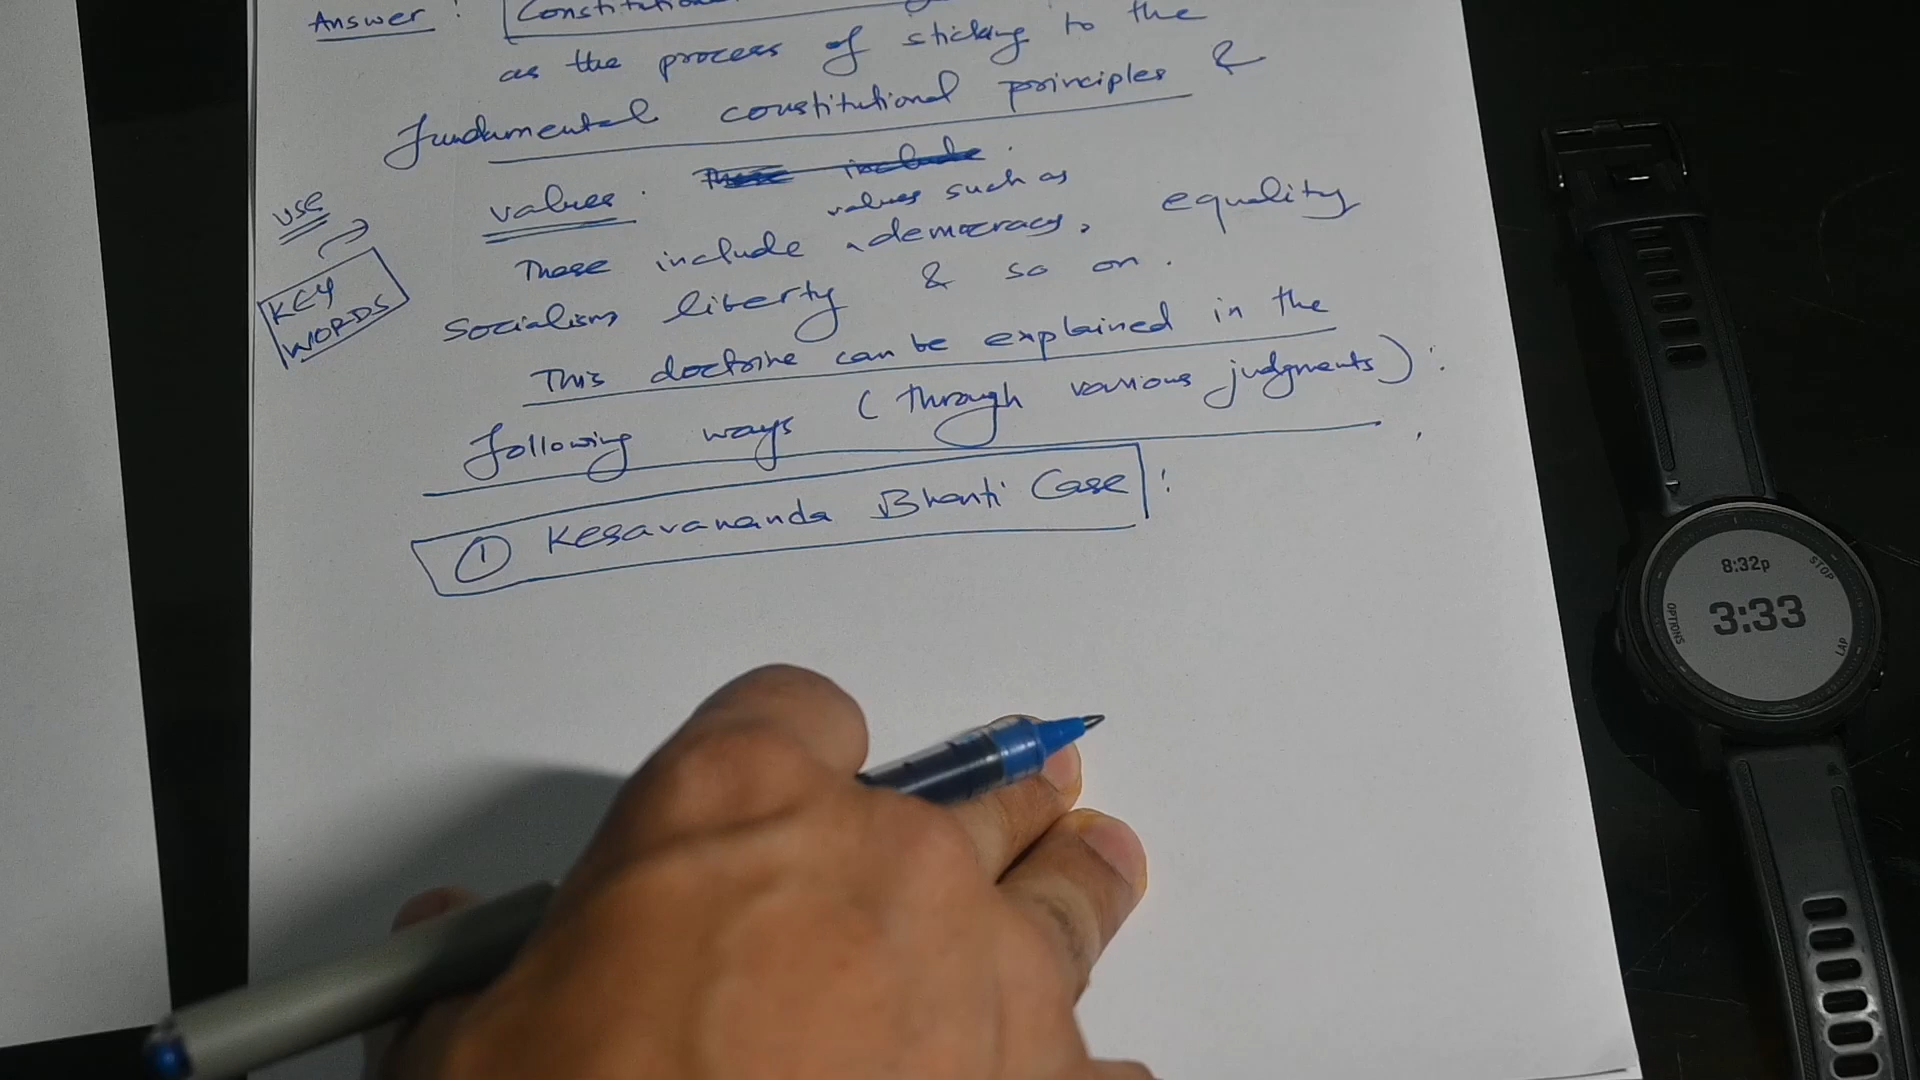 Answer :
as the process of sticking to the
fundamental constitutional principles &
values . These include .
values such as
These include democracy, equality
socialism liberty & so on .
This doctrine can be explained in the
following ways ( through various judgments ) :
① Kesavananda Bharti Case :
USE
KEY
WORDS
8:32p
3:33
STOP
OPTIONS
LAP